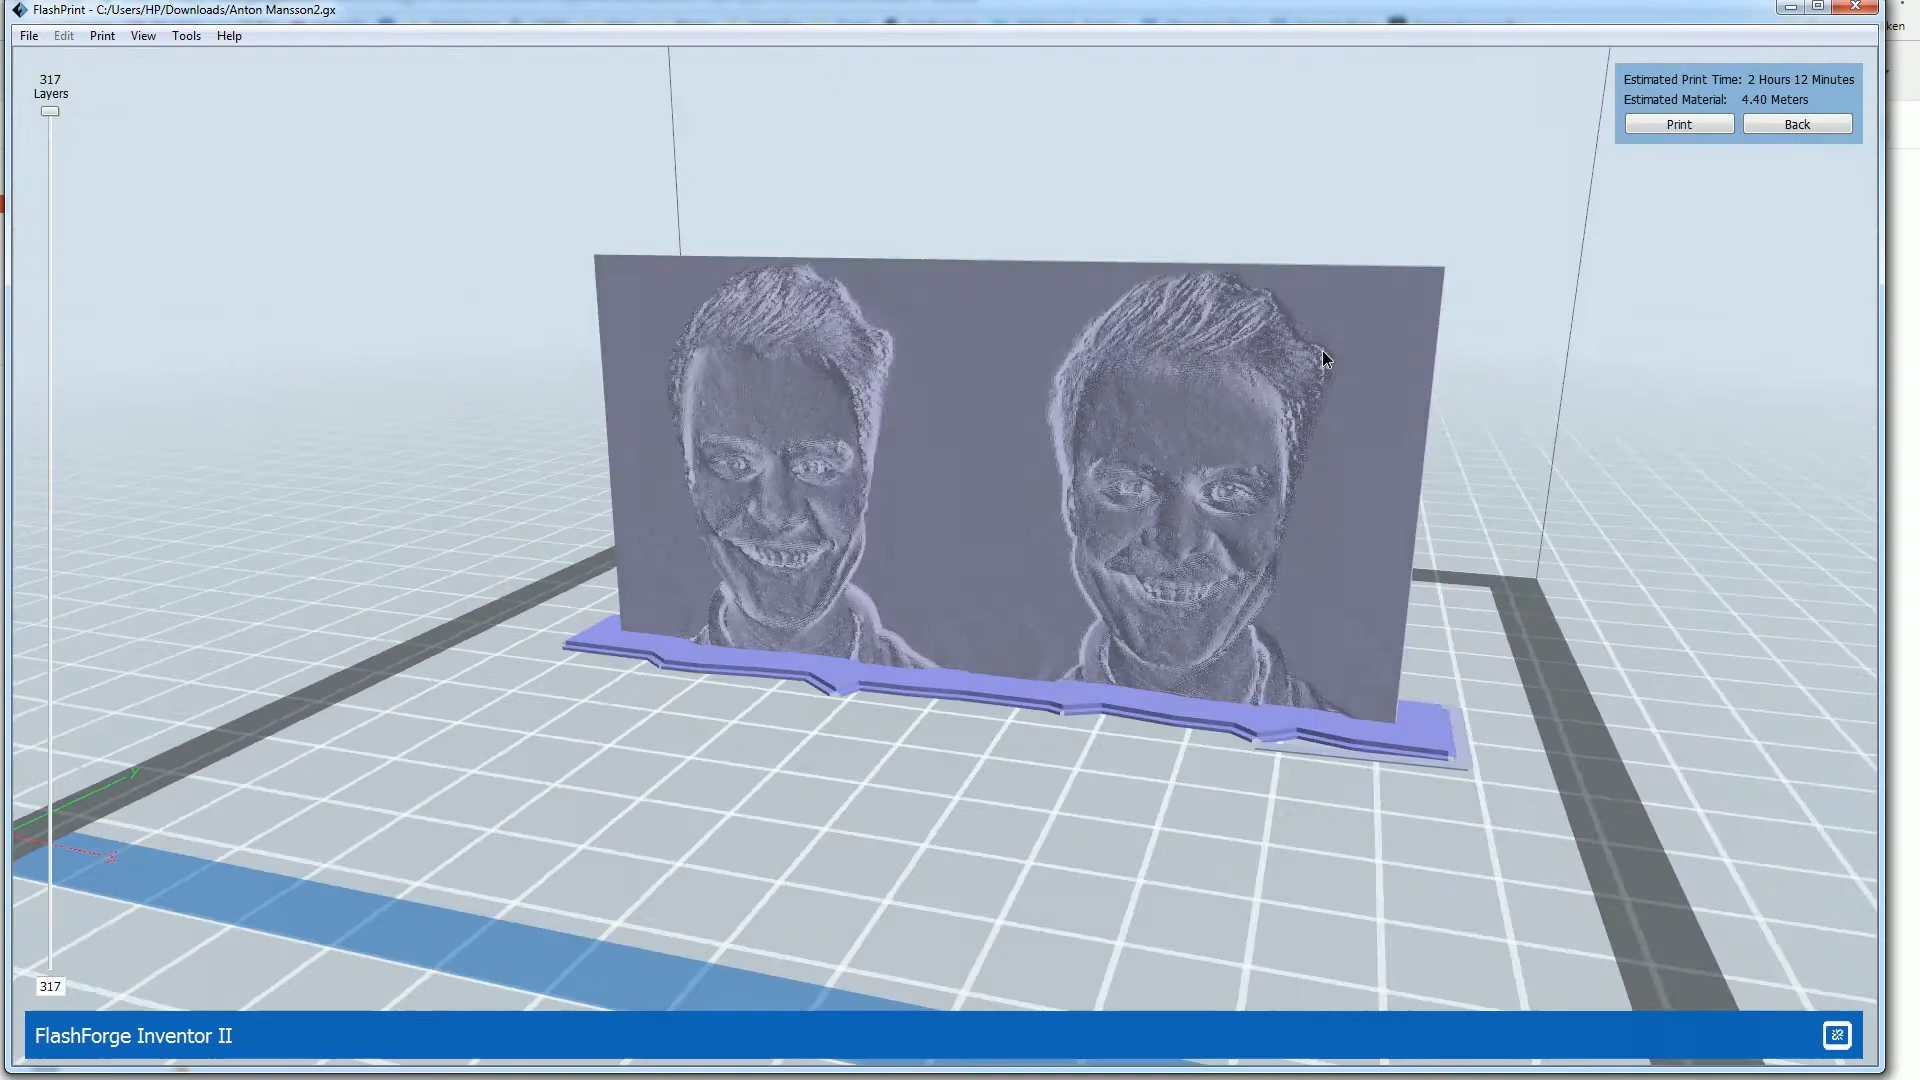 FlashPrint - C:/Users/HP/Downloads/Anton Mansson2.gx
File Edit Print View Tools Help
ken
317
Layers
Estimated Print Time: 2 Hours 12 Minutes
Estimated Material: 4.40 Meters
Print Back
y
x
317
FlashForge Inventor II